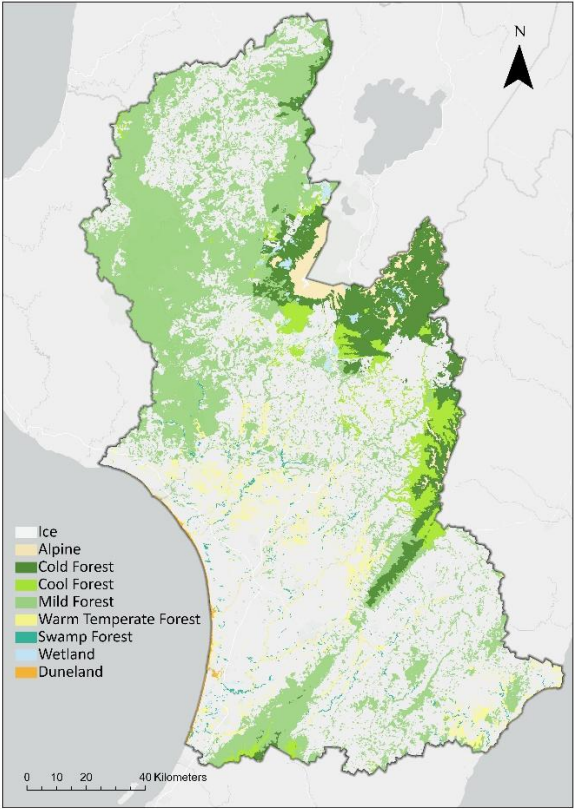 N
Ice
Alpine
Cold Forest
Cool Forest
Mild Forest
Warm Temperate Forest
Swamp Forest
Wetland
Duneland
0 10 20 40 Kilometers